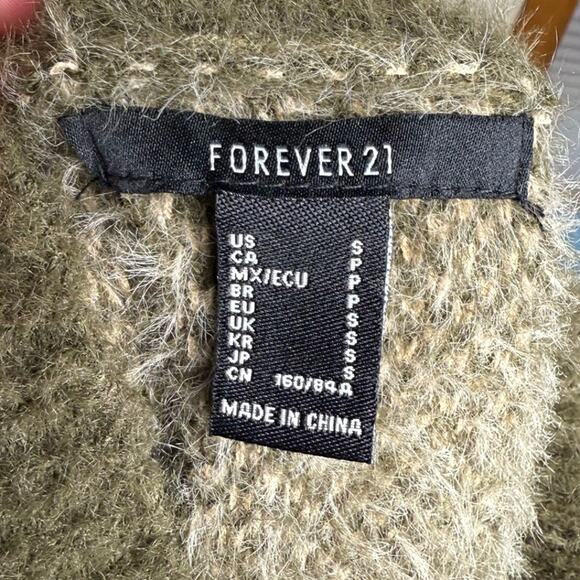 FOREVER 21
US S
CA P
MX/ECU P
BR P
EU S
UK S
KR S
JP S
CN 160/84A
MADE IN CHINA